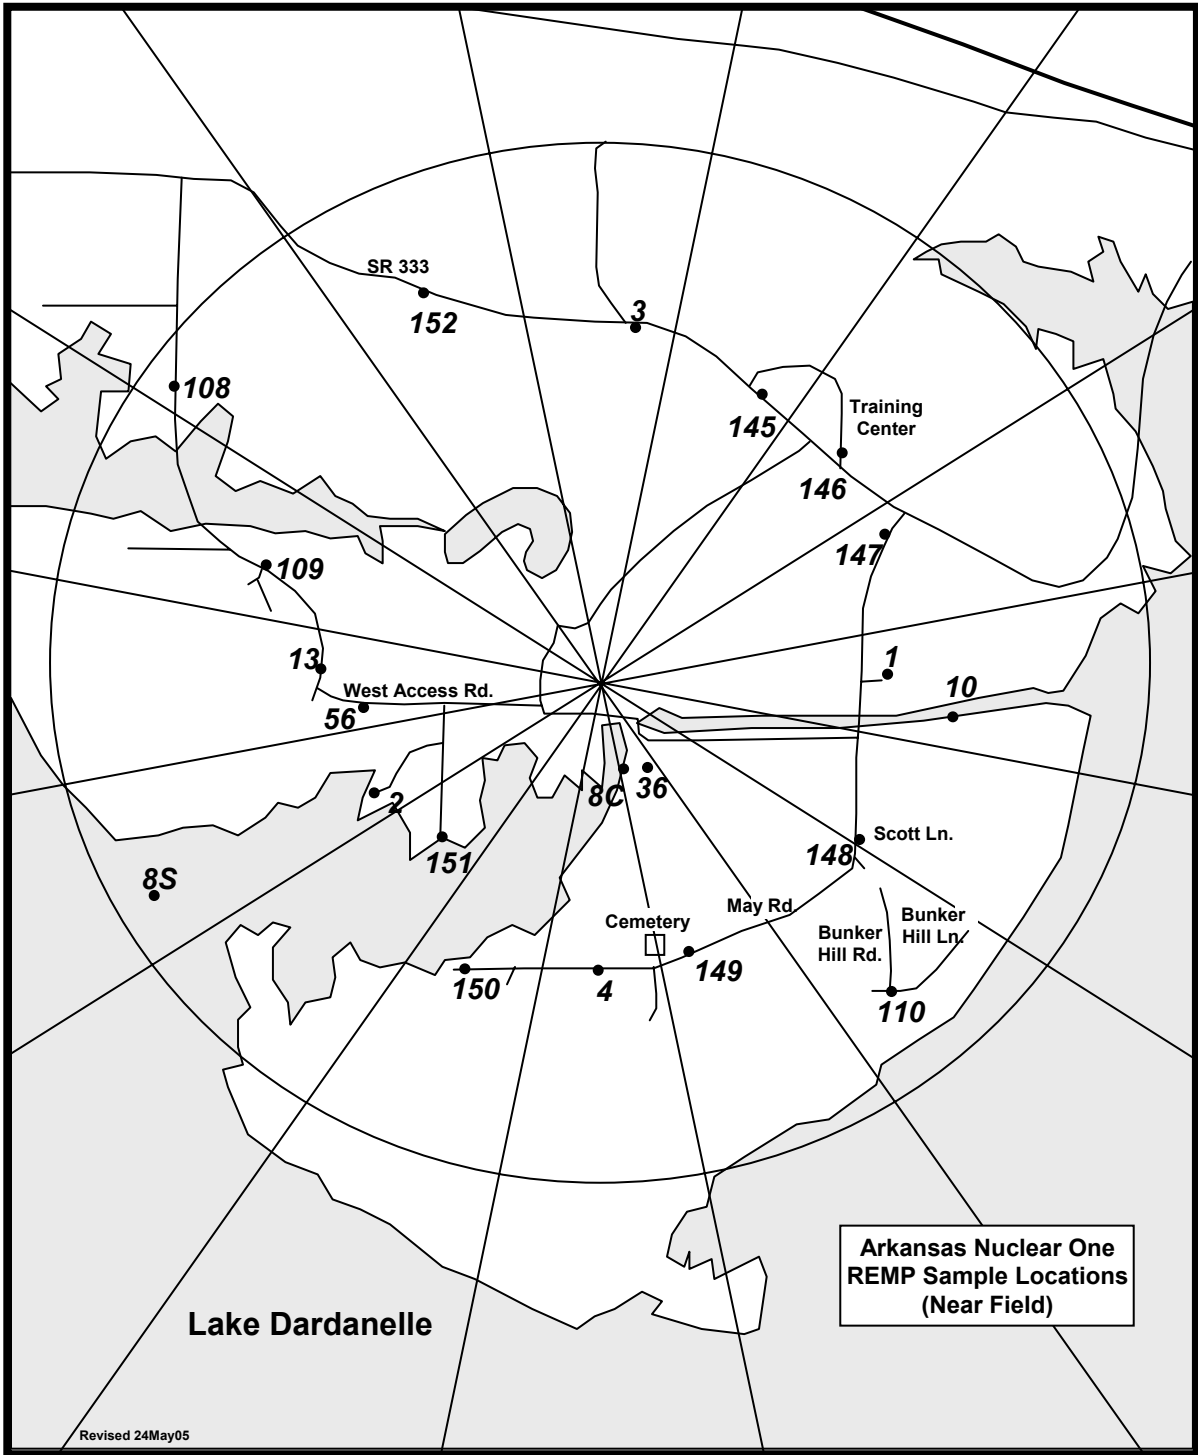 SR 333
152
3
108
145
Training
Center
146
147
109
13
West Access Rd.
56
1
10
2
8C
36
151
148
Scott Ln.
8S
Cemetery
May Rd.
Bunker
Hill Rd.
Bunker
Hill Ln.
149
150
4
110
Arkansas Nuclear One
REMP Sample Locations
(Near Field)
Lake Dardanelle
Revised 24May05